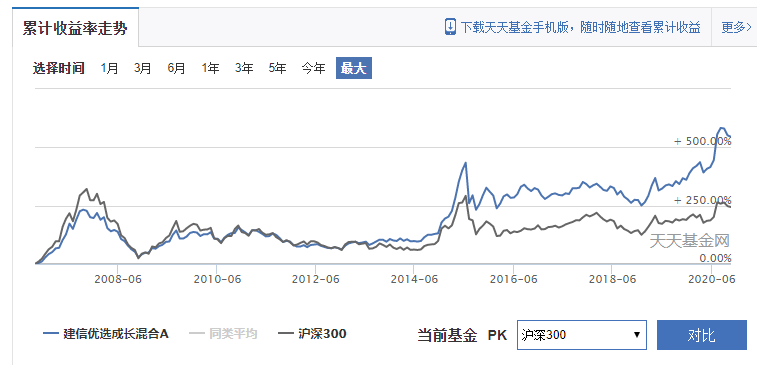 累计收益率走势
下载天天基金手机版，随时随地查看累计收益 更多>
选择时间 1月 3月 6月 1年 3年 5年 今年 最大
+ 500.00%
+ 250.00%
天天基金网
0.00%
2008-06 2010-06 2012-06 2014-06 2016-06 2018-06 2020-06
建信优选成长混合A 同类平均 沪深300 当前基金 PK 沪深300 对比